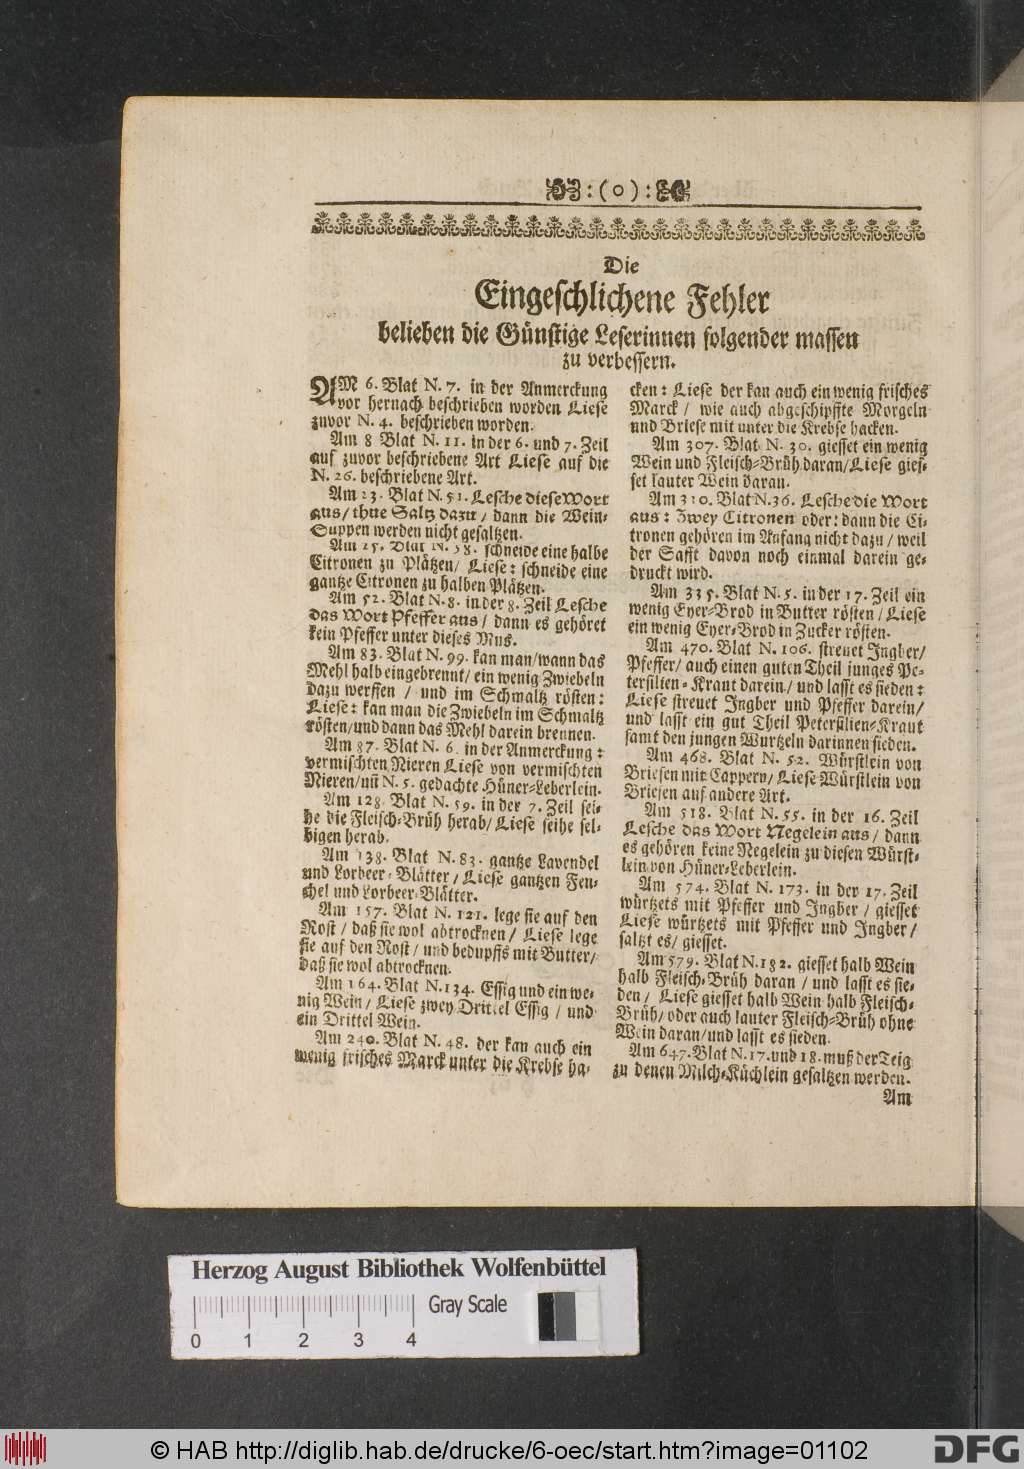 :(o):
Die
Eingeschlichene Fehler
belieben die Günstige Leserinnen folgender massen
zu verbessern.
AM 6. Blat N. 7. in der Anmerckung
vor hernach beschrieben worden Liese
zuvor N. 4. beschrieben worden.
Am 8 Blat N. 11. in der 6. und 7. Zeil
auf zuvor beschriebene Art Liese auf die
N. 26. beschriebene Art.
Am 23. Blat N. 51. Lesche diese Wort
aus/ thue Saltz dazu/ dann die Wein-
Suppen werden nicht gesaltzen.
Am 25. Blat N. 58. schneide eine halbe
Citronen zu Plätzen/ Liese: schneide eine
gantze Citronen zu halben Plätzen.
Am 52. Blat N. 8. in der 8. Zeil Lesche
das Wort Pfeffer aus/ dann es gehöret
kein Pfeffer unter dieses Mus.
Am 83. Blat N. 99. kan man/wann das
Mehl halb eingebrennt/ ein wenig Zwiebeln
dazu werffen / und im Schmaltz rösten:
Liese: kan man die Zwiebeln im Schmaltz
rösten/und dann das Mehl darein brennen.
Am 87. Blat N. 6. in der Anmerckung:
vermischten Nieren Liese von vermischten
Nieren/uñ N. 5. gedachte Hüner-Leberlein.
Am 128 Blat N. 59. in der 7. Zeil sei-
he die Fleisch-Brüh herab/ Liese seihe sel-
bigen herab.
Am 138. Blat N. 83. gantze Lavendel
und Lorbeer-Blätter/ Liese gantzen Fen-
chel und Lorbeer-Blätter.
Am 157. Blat N. 121. lege sie auf den
Rost / daß sie wol abtrocknen/ Liese lege
sie auf den Rost / und bedupffs mit Butter/
daß sie wol abtrocknen.
Am 164. Blat N. 134. Essig und ein we-
nig Wein/ Liese zwey Drittel Essig / und
ein Drittel Wein.
Am 240. Blat N. 48. der kan auch ein
wenig frisches Marck unter die Krebse ha-
cken: Liese der kan auch ein wenig frisches
Marck / wie auch abgeschipffte Morgeln
und Briese mit unter die Krebse hacken.
Am 307. Blat N. 30. giesset ein wenig
Wein und Fleisch-Brüh daran/Liese gies-
set lauter Wein daran.
Am 310. Blat N. 36. Lesche die Wort
aus: Zwey Citronen oder: dann die Ci-
tronen gehören im Anfang nicht dazu / weil
der Safft davon noch einmal darein ge-
druckt wird.
Am 335. Blat N. 5. in der 17. Zeil ein
wenig Eyer-Brod in Butter rösten / Liese
ein wenig Eyer-Brod in Zucker rösten.
Am 470. Blat N. 106. streuet Ingber/
Pfeffer/ auch einen guten Theil junges Pe-
tersilien-Kraut darein/ und lasst es sieden:
Liese streuet Ingber und Pfeffer darein/
und lasst ein gut Theil Petersilien-Kraut
samt den jungen Wurtzeln darinnen sieden.
Am 468. Blat N. 52. Würstlein von
Briesen mit Cappern/ Liese Würstlein von
Briesen auf andere Art.
Am 518. Blat N. 55. in der 16. Zeil
Lesche das Wort Negelein aus/ dann
es gehören keine Negelein zu diesen Würst-
lein von Hüner-Leberlein.
Am 574. Blat N. 173. in der 17. Zeil
würtzets mit Pfeffer und Ingber/ giesset
Liese würtzets mit Pfeffer und Ingber/
saltzt es/ giesset.
Am 579. Blat N. 182. giesset halb Wein
halb Fleisch-Brüh daran / und lasst es sie-
den / Liese giesset halb Wein halb Fleisch-
Brüh/ oder auch lauter Fleisch-Brüh ohne
Wein daran/und lasst es sieden.
Am 647. Blat N. 17. und 18. muß der Teig
zu denen Milch-Küchlein gesaltzen werden.
Am
Herzog August Bibliothek Wolfenbüttel
Gray Scale
0 1 2 3 4
© HAB http://diglib.hab.de/drucke/6-oec/start.htm?image=01102
DFG